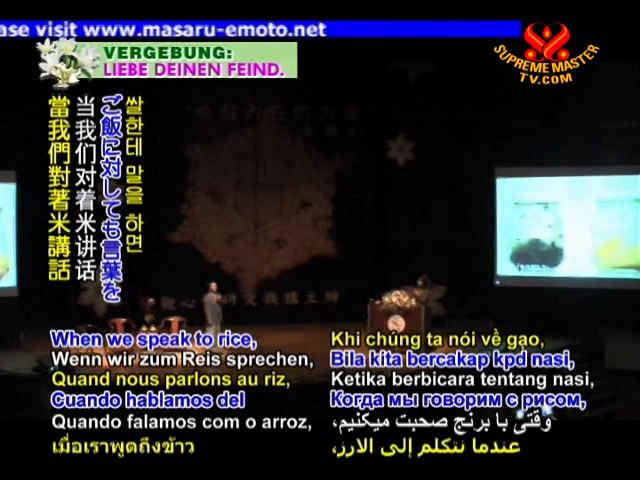 ase visit www.masaru-emoto.net
SUPREME MASTER
TV.COM
VERGEBUNG:
LIEBE DEINEN FEIND.
쌀한테 말을 하면
ご飯に対しても言葉を
当我们对着米讲话
當我們對著米講話
When we speak to rice,
Wenn wir zum Reis sprechen,
Quand nous parlons au riz,
Cuando hablamos del
Quando falamos com o arroz,
เมื่อเราพูดถึงข้าว
Khi chúng ta nói về gạo,
Bila kita bercakap kpd nasi,
Ketika berbicara tentang nasi,
Когда мы говорим с рисом,
وقتی با برنج صحبت میکنیم،
عندما نتكلم إلى الارز،